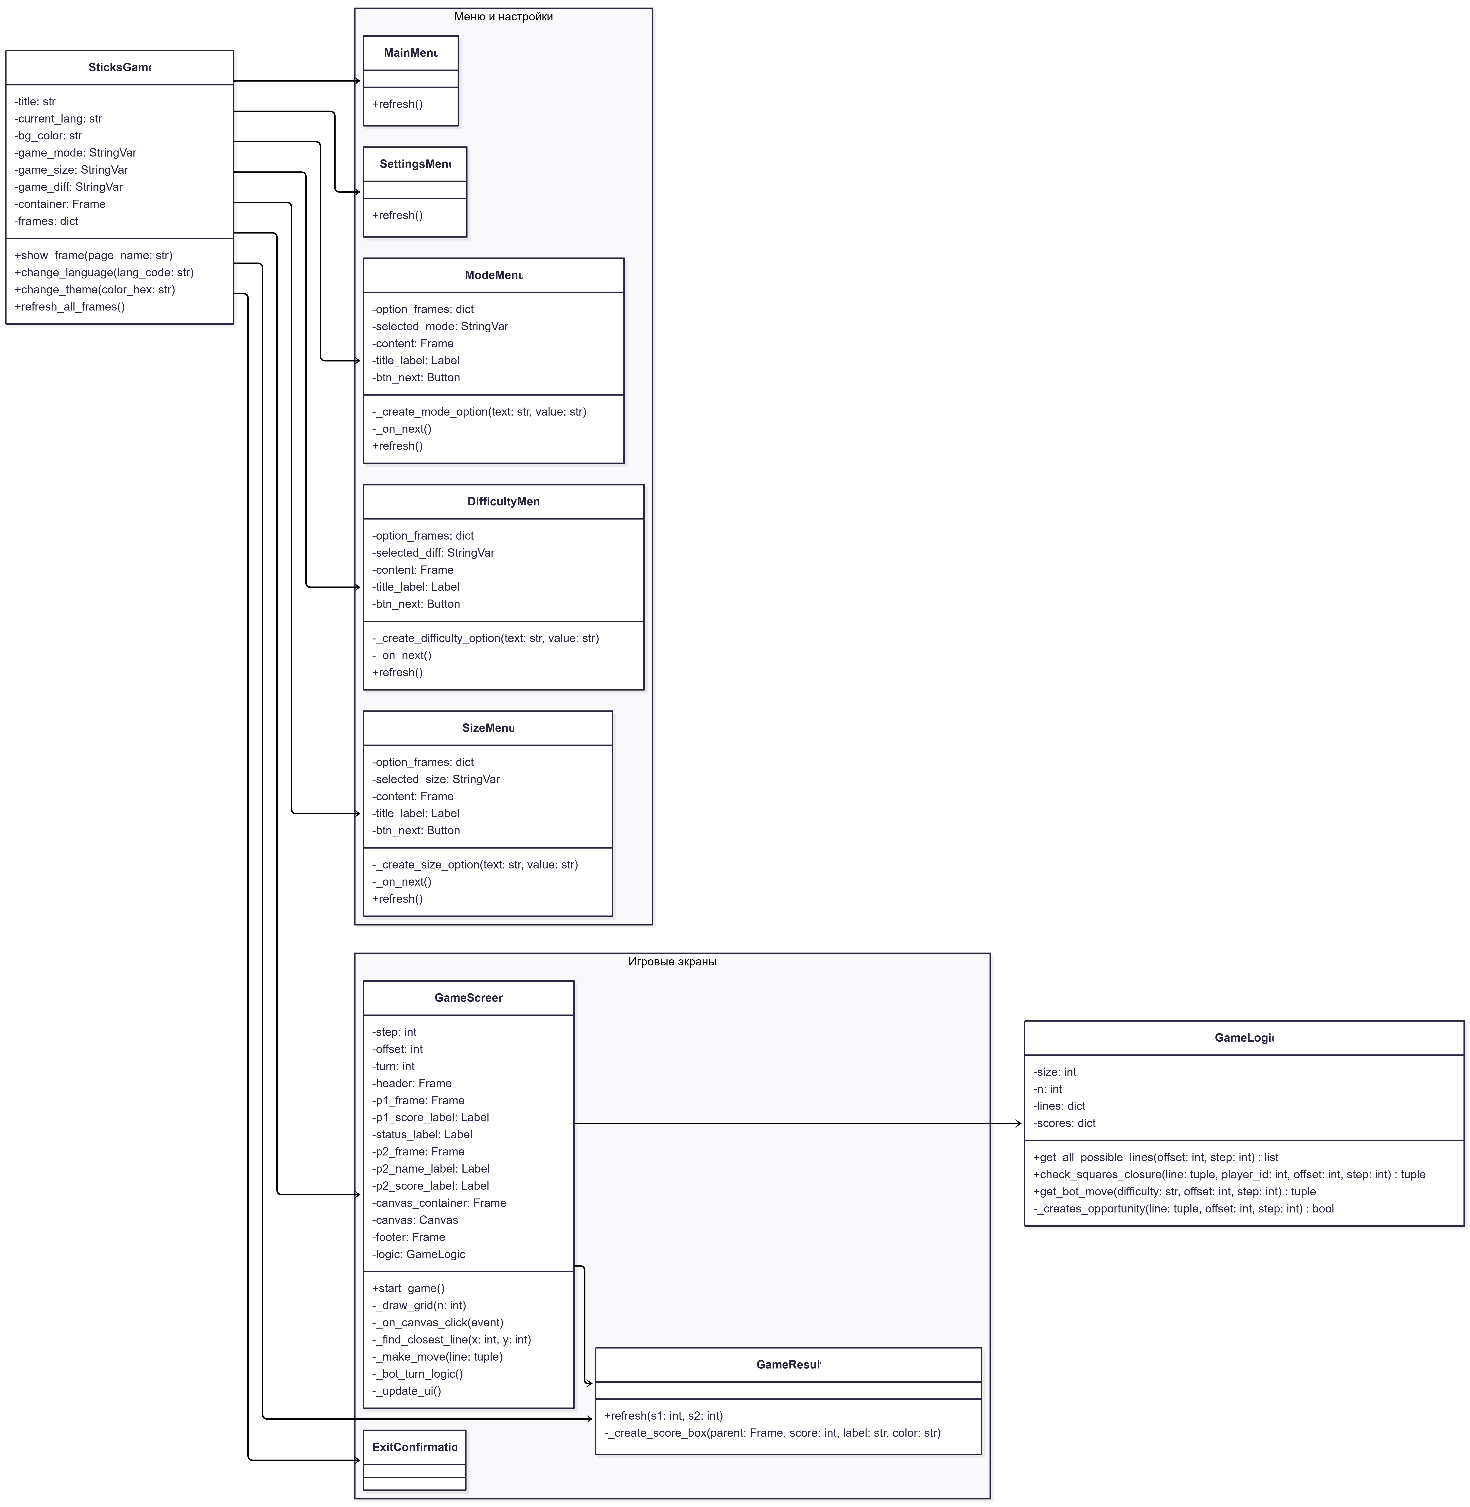 SticksGame
-title: str
-current_lang: str
-bg_color: str
-game_mode: StringVar
-game_size: StringVar
-game_diff: StringVar
-container: Frame
-frames: dict
+show_frame(page_name: str)
+change_language(lang_code: str)
+change_theme(color_hex: str)
+refresh_all_frames()
Меню и настройки
MainMenu
+refresh()
SettingsMenu
+refresh()
ModeMenu
-option_frames: dict
-selected_mode: StringVar
-content: Frame
-title_label: Label
-btn_next: Button
-_create_mode_option(text: str, value: str)
-_on_next()
+refresh()
DifficultyMen
-option_frames: dict
-selected_diff: StringVar
-content: Frame
-title_label: Label
-btn_next: Button
-_create_difficulty_option(text: str, value: str)
-_on_next()
+refresh()
SizeMenu
-option_frames: dict
-selected_size: StringVar
-content: Frame
-title_label: Label
-btn_next: Button
-_create_size_option(text: str, value: str)
-_on_next()
+refresh()
Игровые экраны
GameScreen
-step: int
-offset: int
-turn: int
-header: Frame
-p1_frame: Frame
-p1_score_label: Label
-status_label: Label
-p2_frame: Frame
-p2_name_label: Label
-p2_score_label: Label
-canvas_container: Frame
-canvas: Canvas
-footer: Frame
-logic: GameLogic
+start_game()
-_draw_grid(n: int)
-_on_canvas_click(event)
-_find_closest_line(x: int, y: int)
-_make_move(line: tuple)
-_bot_turn_logic()
-_update_ui()
GameResult
+refresh(s1: int, s2: int)
-_create_score_box(parent: Frame, score: int, label: str, color: str)
ExitConfirmatio
GameLogic
-size: int
-n: int
-lines: dict
-scores: dict
+get_all_possible_lines(offset: int, step: int) : list
+check_squares_closure(line: tuple, player_id: int, offset: int, step: int) : tuple
+get_bot_move(difficulty: str, offset: int, step: int) : tuple
-_creates_opportunity(line: tuple, offset: int, step: int) : bool